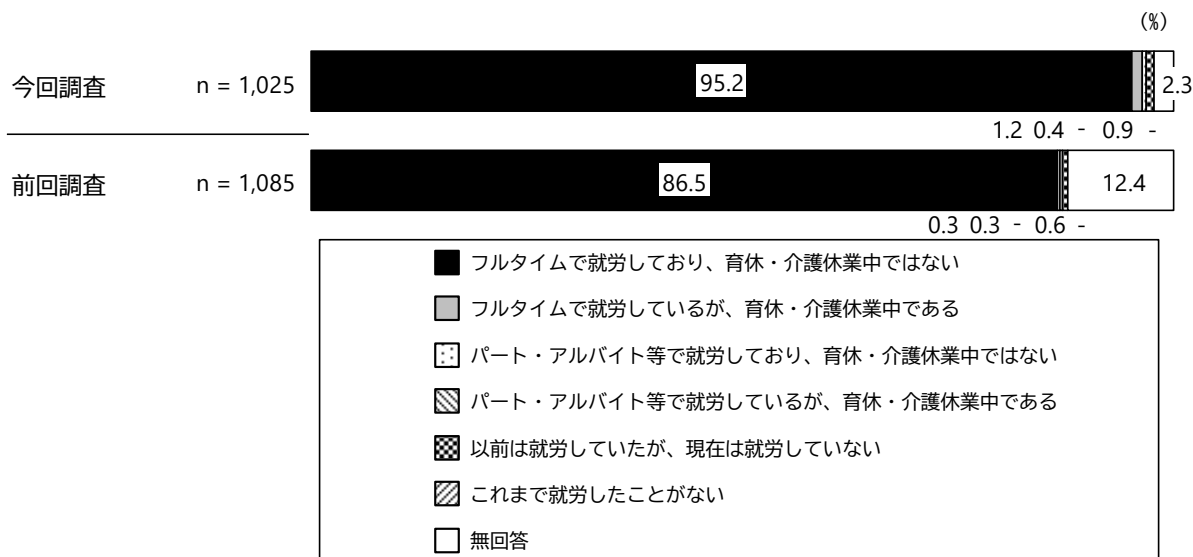 (%)
今回調査 n = 1,025 95.2 2.3
1.2 0.4 - 0.9 -
前回調査 n = 1,085 86.5 12.4
0.3 0.3 - 0.6 -
フルタイムで就労しており、育休・介護休業中ではない
フルタイムで就労しているが、育休・介護休業中である
パート・アルバイト等で就労しており、育休・介護休業中ではない
パート・アルバイト等で就労しているが、育休・介護休業中である
以前は就労していたが、現在は就労していない
これまで就労したことがない
無回答